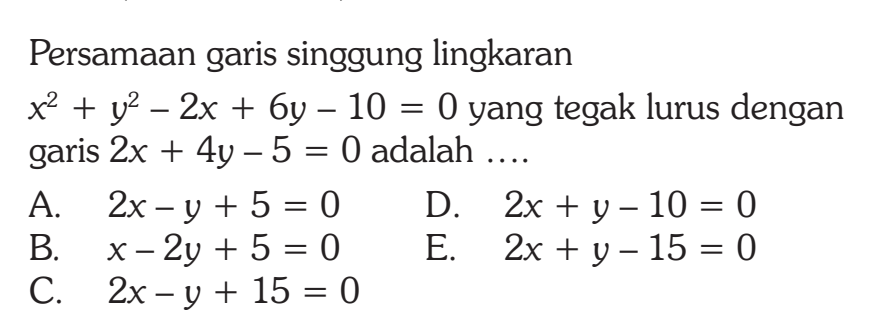 Persamaan garis singgung lingkaran
x² + y² – 2x + 6y – 10 = 0 yang tegak lurus dengan
garis 2x + 4y – 5 = 0 adalah ....
A. 2x – y + 5 = 0 D. 2x + y – 10 = 0
B. x – 2y + 5 = 0 E. 2x + y – 15 = 0
C. 2x – y + 15 = 0